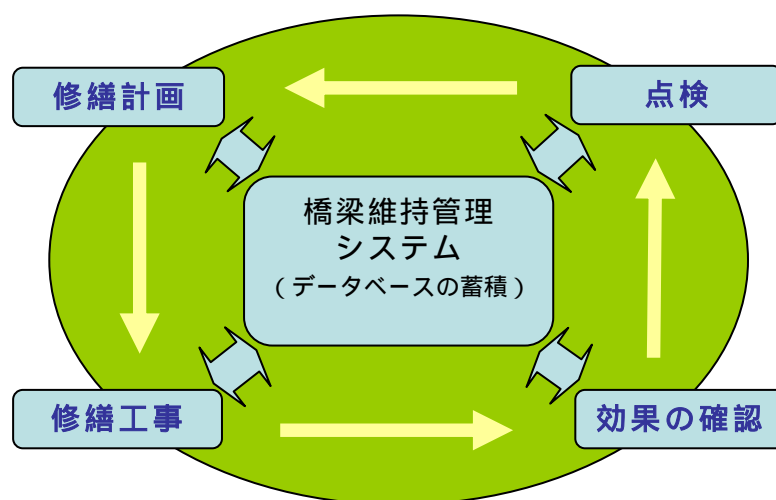 修繕計画
点検
橋梁維持管理
システム
（データベースの蓄積）
修繕工事
効果の確認